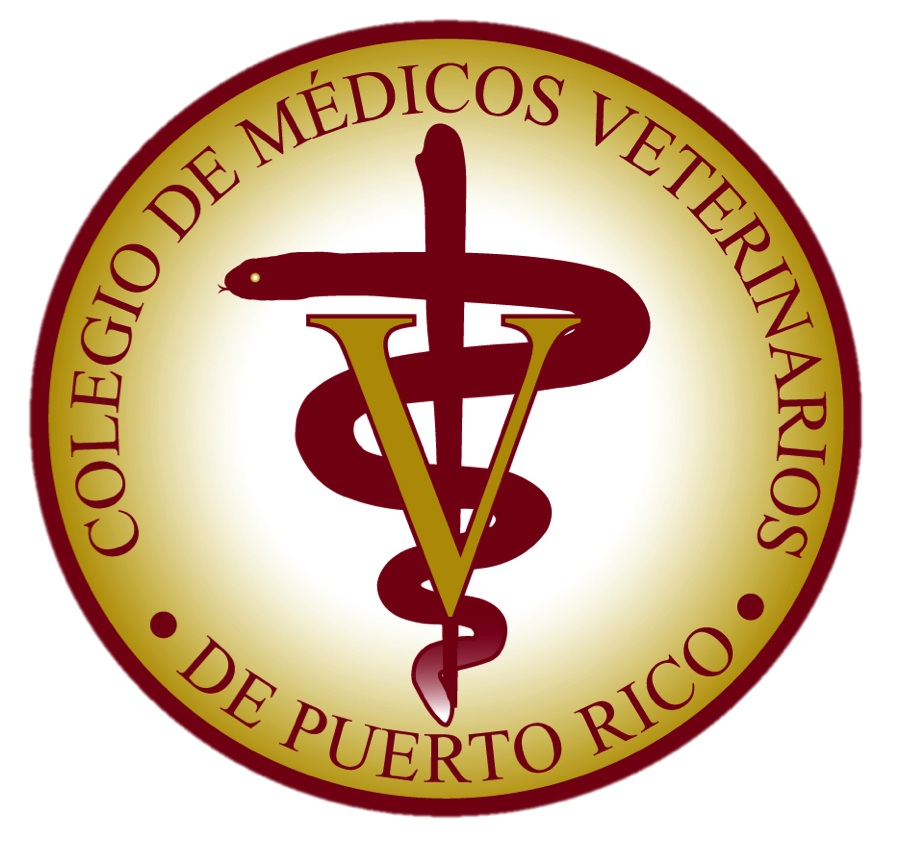 COLEGIO DE MÉDICOS VETERINARIOS
V
• DE PUERTO RICO •